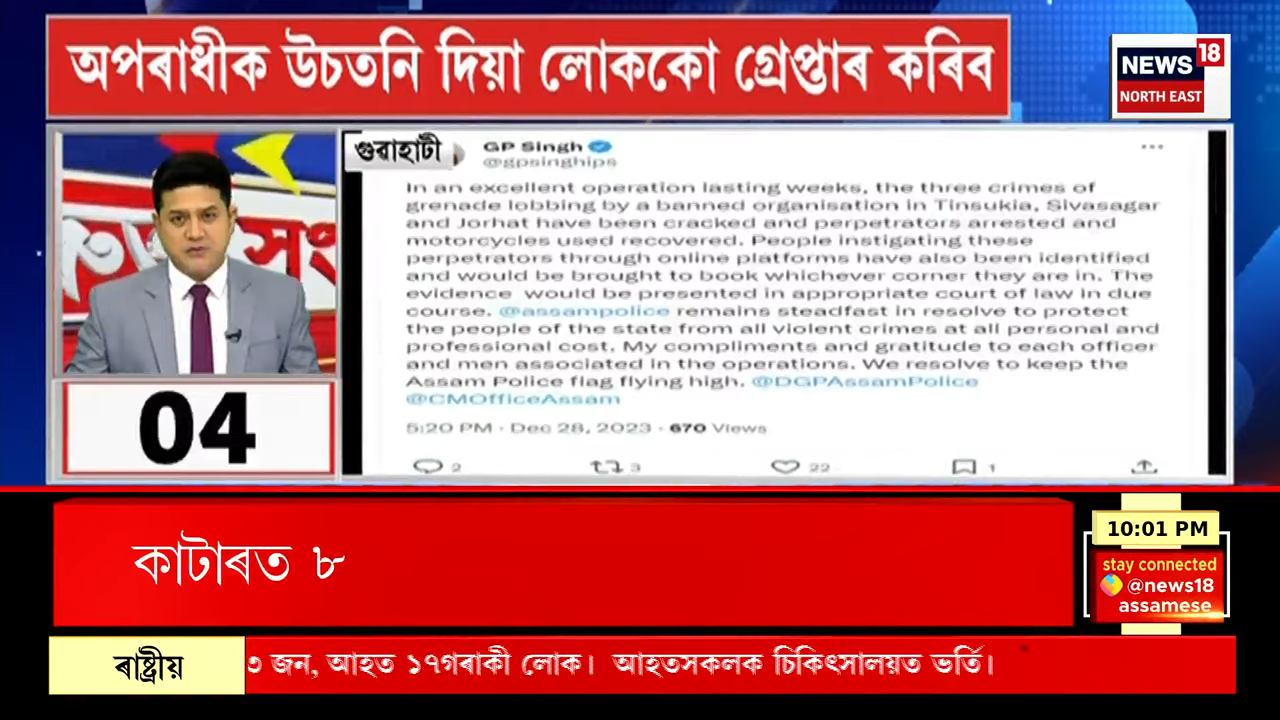 অপৰাধীক উচতনি দিয়া লোককো গ্ৰেপ্তাৰ কৰিব
NEWS 18
NORTH EAST
গুৱাহাটী
GP Singh
@gpsinghips
In an excellent operation lasting weeks, the three crimes of
grenade lobbing by a banned organisation in Tinsukia, Sivasagar
and Jorhat have been cracked and perpetrators arrested and
motorcycles used recovered. People instigating these
perpetrators through online platforms have also been identified
and would be brought to book whichever corner they are in. The
evidence would be presented in appropriate court of law in due
course. @assampolice remains steadfast in resolve to protect
the people of the state from all violent crimes at all personal and
professional cost. My compliments and gratitude to each officer
and men associated in the operations. We resolve to keep the
Assam Police flag flying high. @DGPAssamPolice
@CMOfficeAssam
5:20 PM · Dec 28, 2023 · 670 Views
2 3 22 1
04
কাটাৰত ৮
10:01 PM
stay connected
@news18
assamese
ৰাষ্ট্ৰীয়
৩ জন, আহত ১৭গৰাকী লোক। আহতসকলক চিকিৎসালয়ত ভৰ্তি।